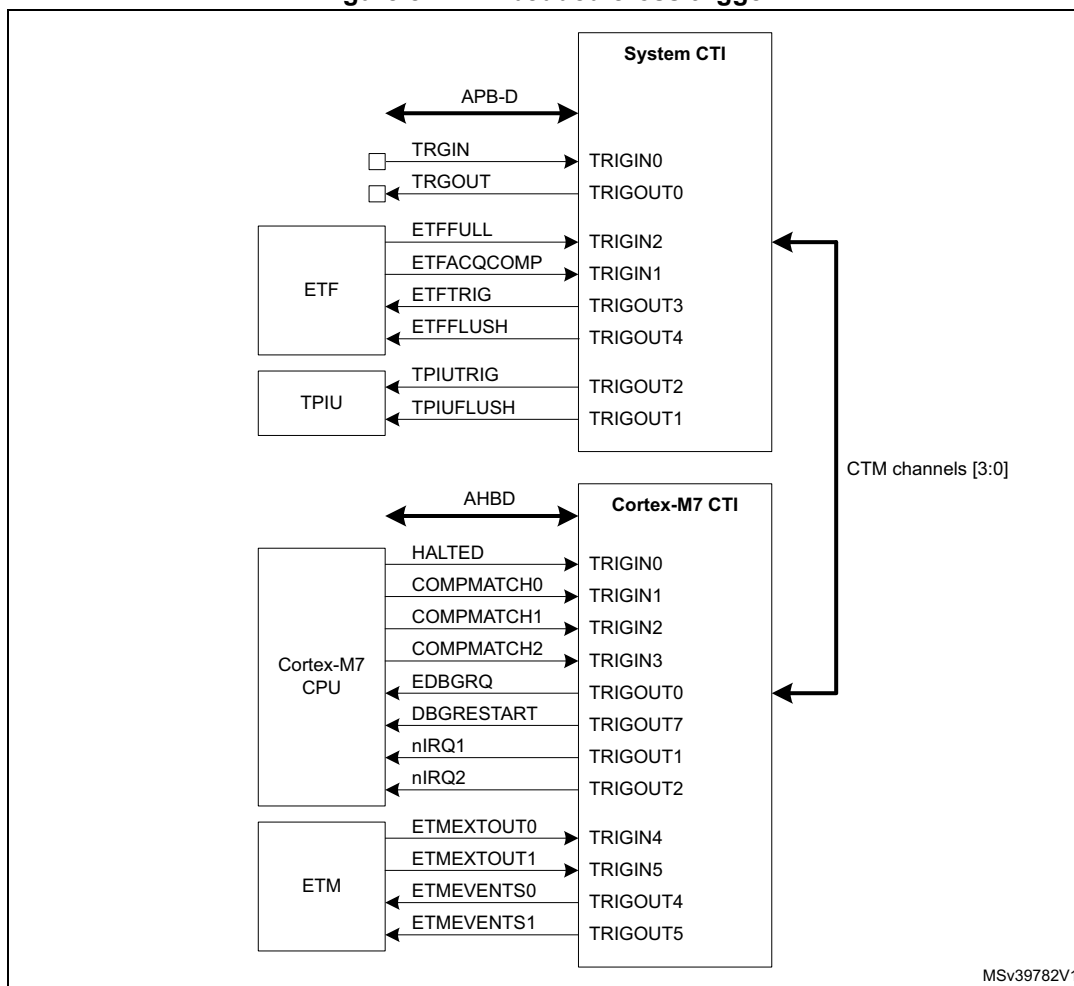 System CTI
APB-D
TRGIN
TRIGIN0
TRGOUT
TRIGOUT0
ETF
ETFFULL
TRIGIN2
ETFACQCOMP
TRIGIN1
ETFTRIG
TRIGOUT3
ETFFLUSH
TRIGOUT4
TPIU
TPIUTRIG
TRIGOUT2
TPIUFLUSH
TRIGOUT1
CTM channels [3:0]
Cortex-M7 CTI
AHBD
Cortex-M7
CPU
HALTED
TRIGIN0
COMPMATCH0
TRIGIN1
COMPMATCH1
TRIGIN2
COMPMATCH2
TRIGIN3
EDBGRQ
TRIGOUT0
DBGRESTART
TRIGOUT7
nIRQ1
TRIGOUT1
nIRQ2
TRIGOUT2
ETM
ETMEXTOUT0
TRIGIN4
ETMEXTOUT1
TRIGIN5
ETMEVENTS0
TRIGOUT4
ETMEVENTS1
TRIGOUT5
MSv39782V1